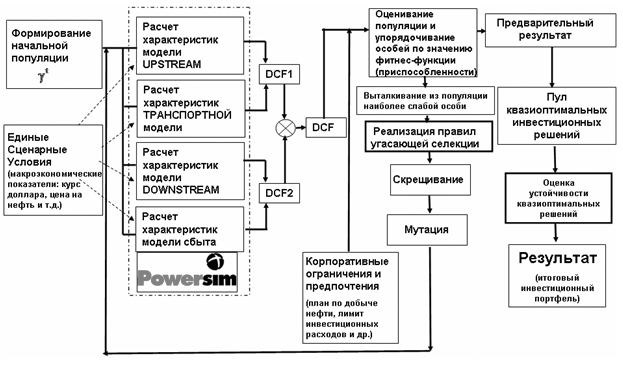 Формирование
начальной
популяции
γᵗ
Единые
Сценарные
Условия
(макроэкономические
показатели: курс
доллара, цена на
нефть и т.д.)
Расчет
характеристик
модели
UPSTREAM
Расчет
характеристик
ТРАНСПОРТНОЙ
модели
Расчет
характеристик
модели
DOWNSTREAM
Расчет
характеристик
модели сбыта
Powersim
DCF1
DCF2
DCF
Корпоративные
ограничения и
предпочтения
(план по добыче
нефти, лимит
инвестиционных
расходов и др.)
Оценивание
популяции и
упорядочивание
особей по значению
фитнес-функции
(приспособленности)
Выталкивание из популяции
наиболее слабой особи
Реализация правил
угасающей селекции
Скрещивание
Мутация
Предварительный
результат
Пул
квазиоптимальных
инвестиционных
решений
Оценка
устойчивости
квазиоптимальных
решений
Результат
(итоговый
инвестиционный
портфель)